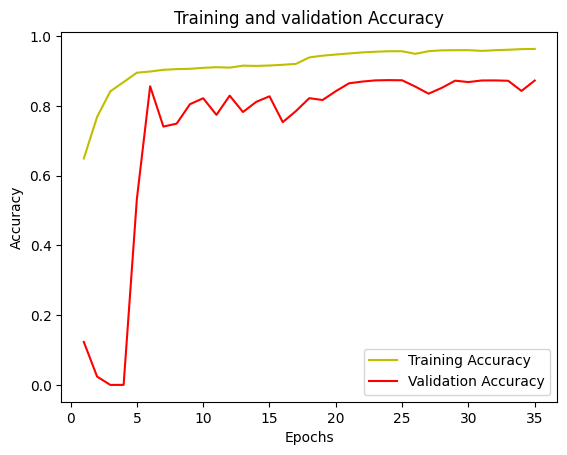 Training and validation Accuracy
1.0
0.8
0.6
0.4
0.2
0.0
Accuracy
Training Accuracy
Validation Accuracy
0 5 10 15 20 25 30 35
Epochs